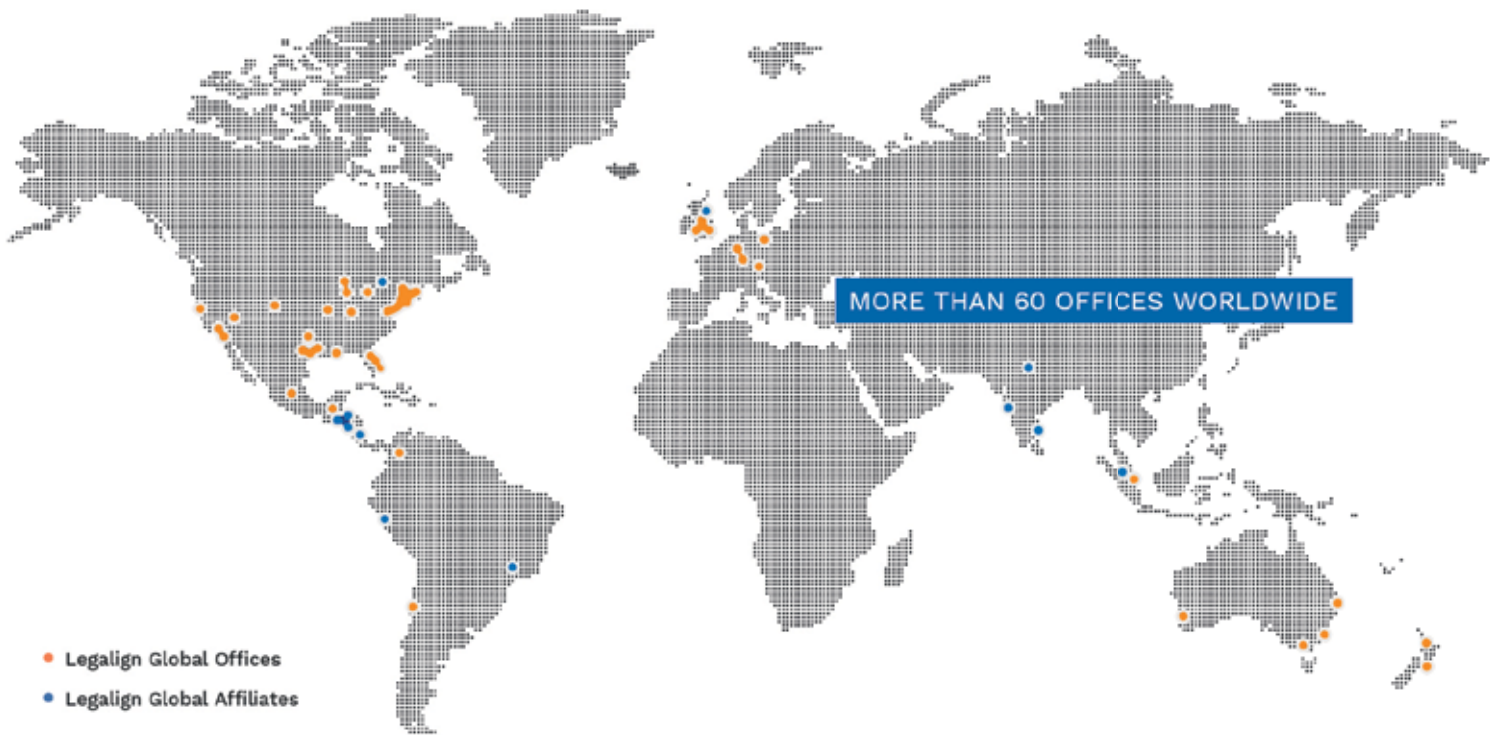 MORE THAN 60 OFFICES WORLDWIDE
Legalign Global Offices
Legalign Global Affiliates